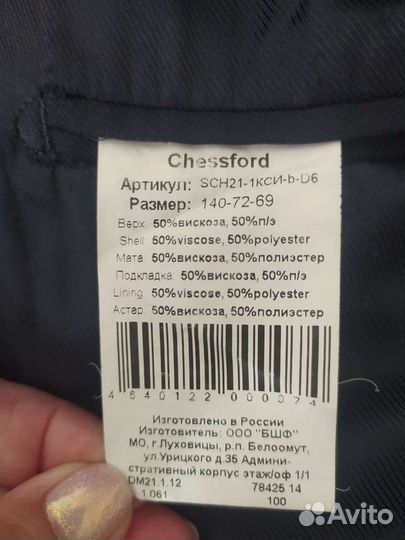 Chessford
Артикул: SCH21-1КСИ-b-D6
Размер: 140-72-69
Верх: 50%вискоза, 50%п/э
Shell: 50%viscose, 50%polyester
Мата: 50%вискоза, 50%полиэстер
Подкладка: 50%вискоза, 50%п/э
Lining: 50%viscose, 50%polyester
Астар: 50%вискоза, 50%полиэстер
4 640122 000074
Изготовлено в России
Изготовитель: ООО "БШФ"
МО, г.Луховицы, р.п. Белоомут,
ул.Урицкого д.35 Админи-
стративный корпус этаж/оф 1/1
DM21.1.12 78425 14
1.061 100
Avito